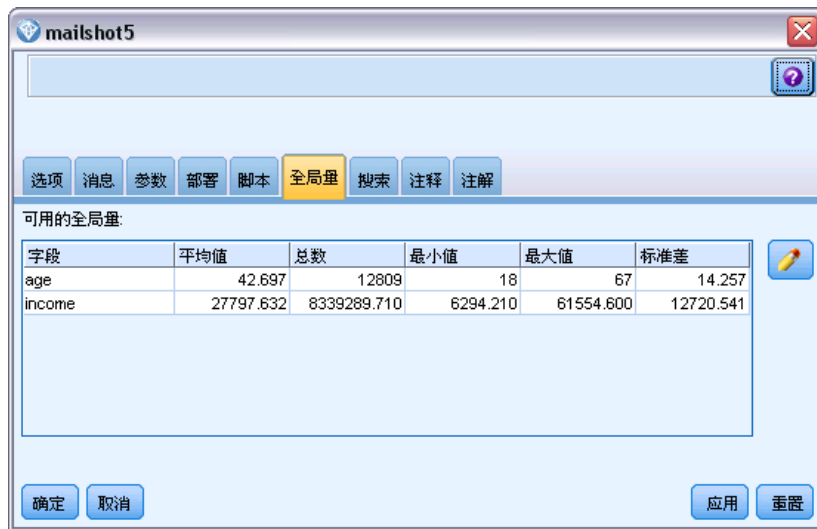 mailshot5
选项 消息 参数 部署 脚本 全局量 搜索 注释 注解
可用的全局量:
字段 平均值 总数 最小值 最大值 标准差
age 42.697 12809 18 67 14.257
income 27797.632 8339289.710 6294.210 61554.600 12720.541
确定 取消 应用 重置